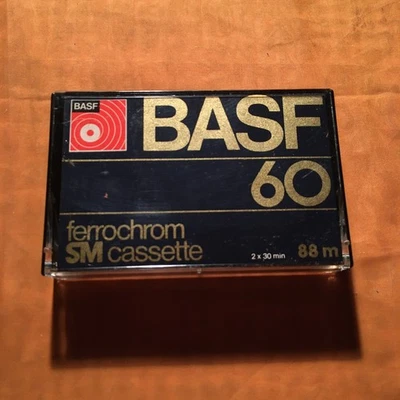 BASF
BASF
60
ferrochrom
SM cassette
2 x 30 min
88 m